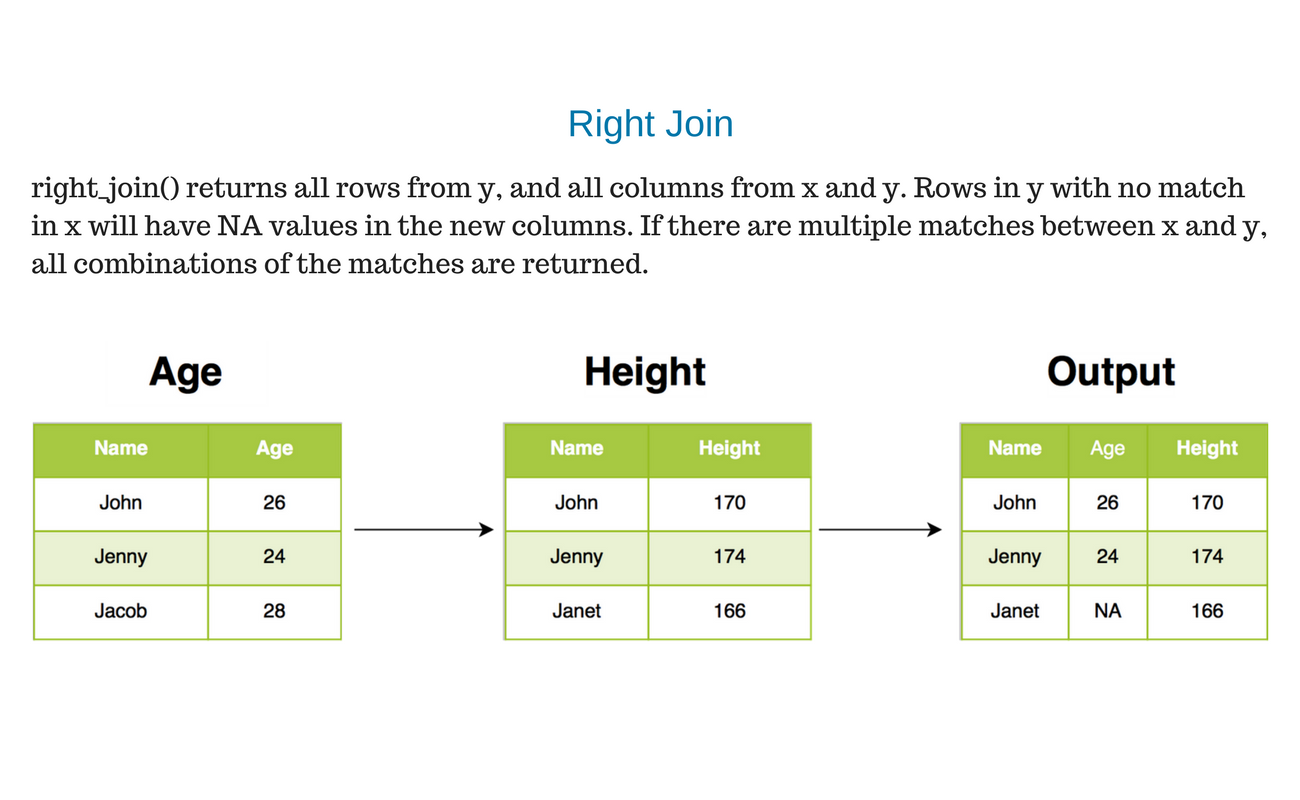 Right Join
right_join() returns all rows from y, and all columns from x and y. Rows in y with no match
in x will have NA values in the new columns. If there are multiple matches between x and y,
all combinations of the matches are returned.
Age
Name Age
John 26
Jenny 24
Jacob 28
Height
Name Height
John 170
Jenny 174
Janet 166
Output
Name Age Height
John 26 170
Jenny 24 174
Janet NA 166